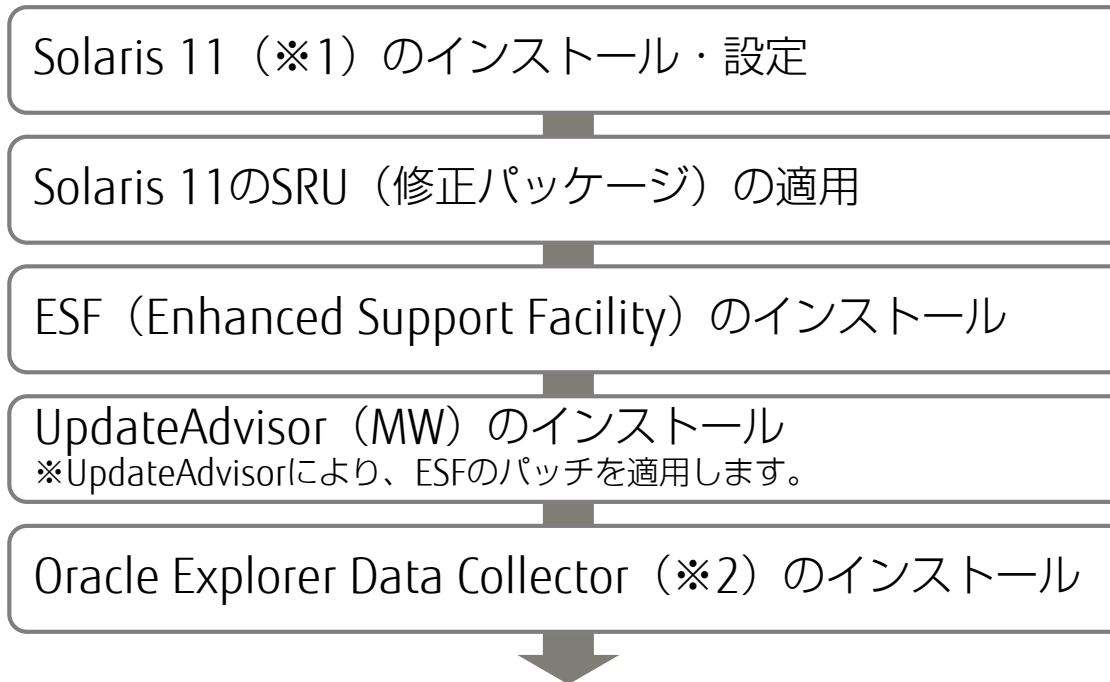 Solaris 11（※1）のインストール・設定
Solaris 11のSRU（修正パッケージ）の適用
ESF（Enhanced Support Facility）のインストール
UpdateAdvisor（MW）のインストール
※UpdateAdvisorにより、ESFのパッチを適用します。
Oracle Explorer Data Collector（※2）のインストール